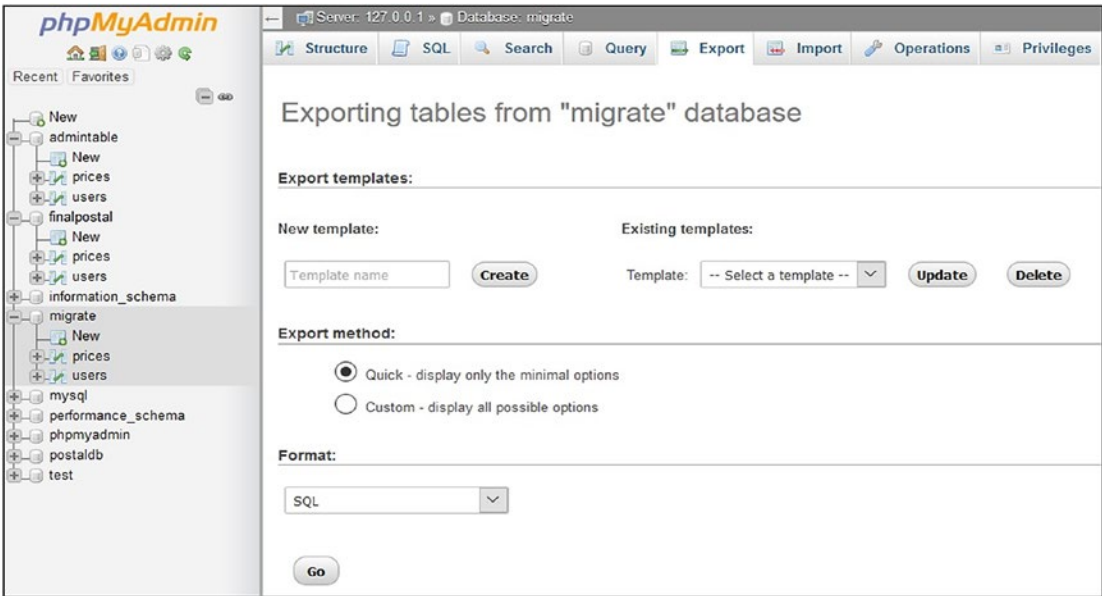 phpMyAdmin
Recent Favorites
New
admintable
New
prices
users
finalpostal
New
prices
users
information_schema
migrate
New
prices
users
mysql
performance_schema
phpmyadmin
postaldb
test
Server: 127.0.0.1 » Database: migrate
Structure SQL Search Query Export Import Operations Privileges
Exporting tables from "migrate" database
Export templates:
New template: Existing templates:
Template name Create Template: -- Select a template -- Update Delete
Export method:
Quick - display only the minimal options
Custom - display all possible options
Format:
SQL
Go